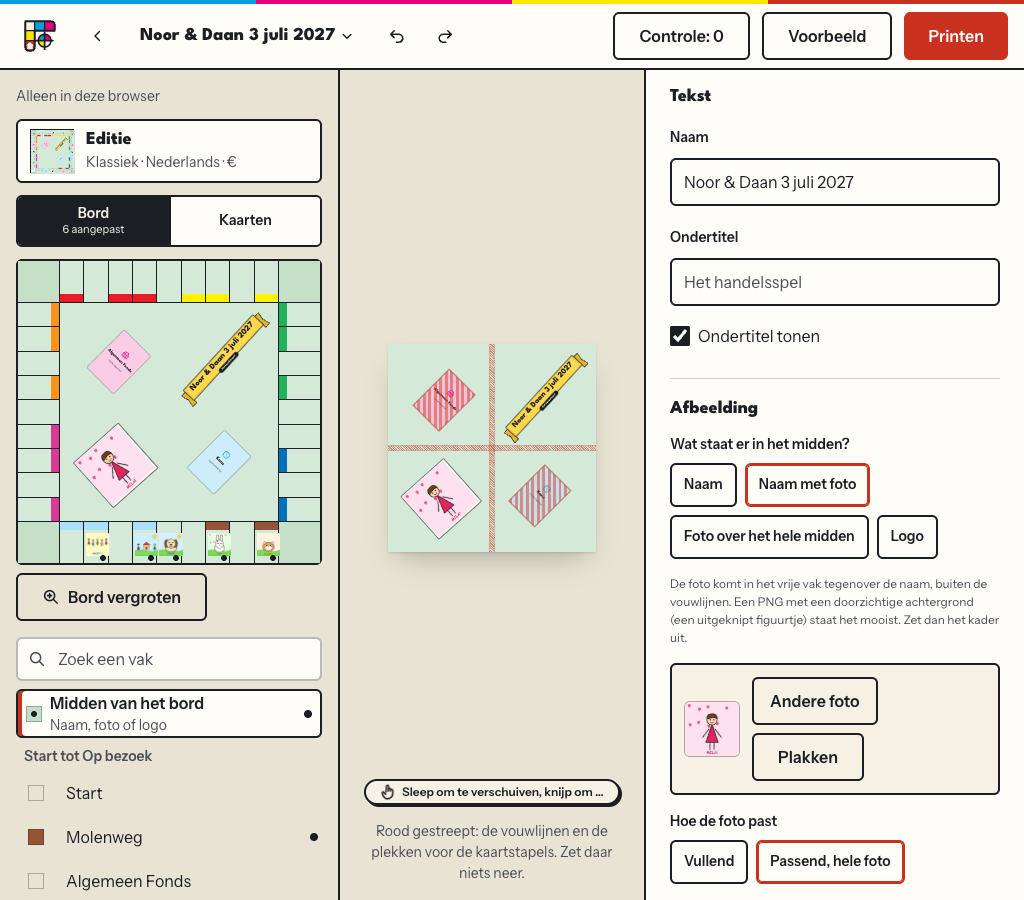 Noor & Daan 3 juli 2027
Controle: 0
Voorbeeld
Printen
Alleen in deze browser
Editie
Klassiek · Nederlands · €
Bord
6 aangepast
Kaarten
Algemeen Fonds
Noor & Daan 3 juli 2027
Kans
Bord vergroten
Zoek een vak
Midden van het bord
Naam, foto of logo
Start tot Op bezoek
Start
Molenweg
Algemeen Fonds
Noor & Daan 3 juli 2027
Sleep om te verschuiven, knijp om ...
Rood gestreept: de vouwlijnen en de
plekken voor de kaartstapels. Zet daar
niets neer.
Tekst
Naam
Noor & Daan 3 juli 2027
Ondertitel
Het handelsspel
Ondertitel tonen
Afbeelding
Wat staat er in het midden?
Naam
Naam met foto
Foto over het hele midden
Logo
De foto komt in het vrije vak tegenover de naam, buiten de
vouwlijnen. Een PNG met een doorzichtige achtergrond
(een uitgeknipt figuurtje) staat het mooist. Zet dan het kader
uit.
Andere foto
Plakken
Hoe de foto past
Vullend
Passend, hele foto